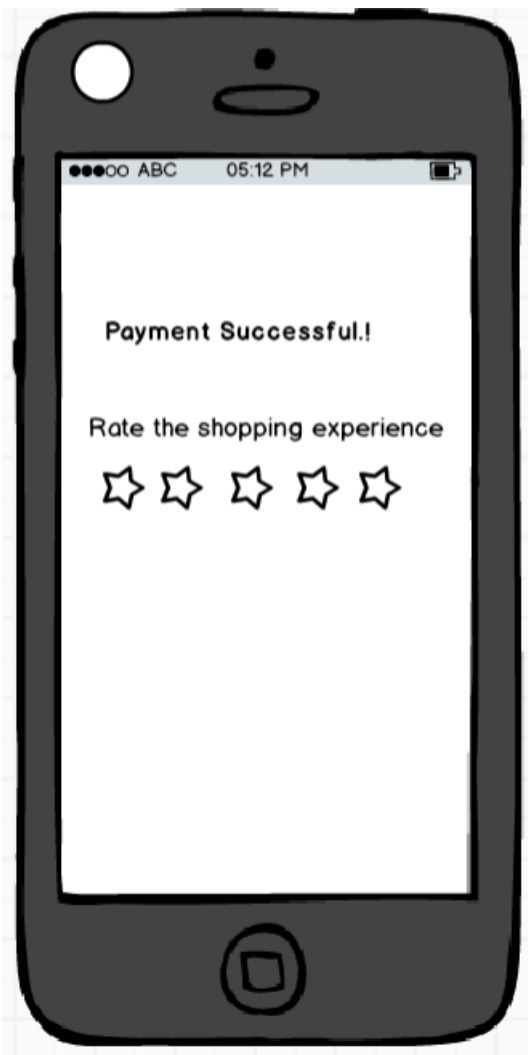 ABC 05:12 PM
Payment Successful.!
Rate the shopping experience